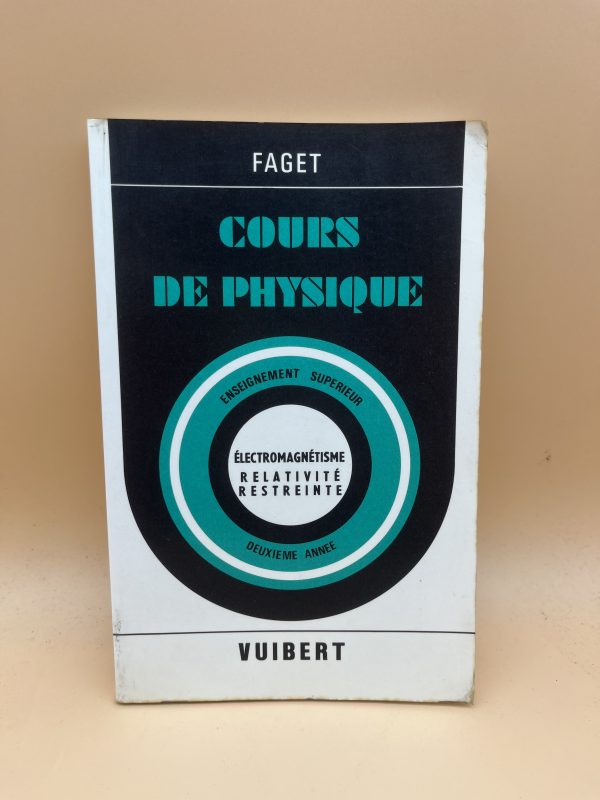 FAGET
COURS
DE PHYSIQUE
ENSEIGNEMENT SUPERIEUR
ÉLECTROMAGNÉTISME
RELATIVITÉ
RESTREINTE
DEUXIEME ANNEE
VUIBERT